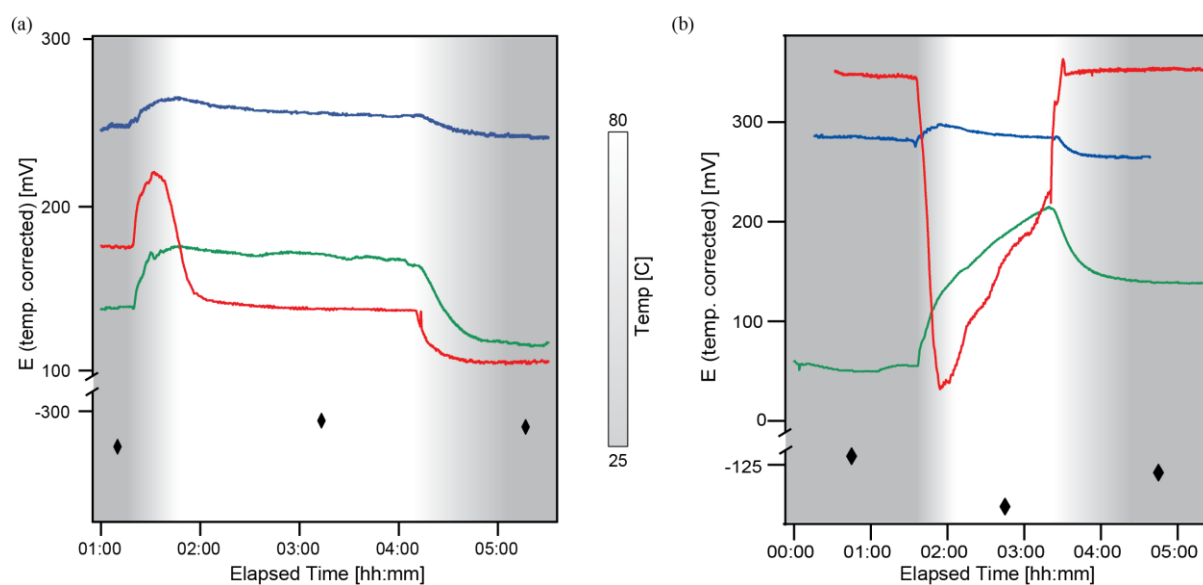 (a)
300
200
100
-300
E (temp. corrected) [mV]
01:00 02:00 03:00 04:00 05:00
Elapsed Time [hh:mm]
80
Temp [C]
25
(b)
300
200
100
0
-125
E (temp. corrected) [mV]
00:00 01:00 02:00 03:00 04:00 05:00
Elapsed Time [hh:mm]